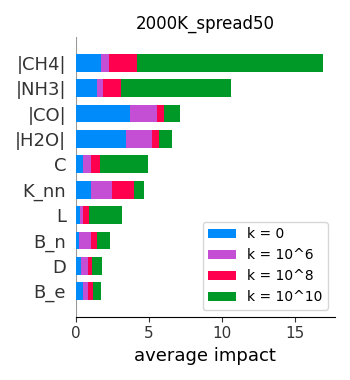 2000K_spread50
|CH4|
|NH3|
|CO|
|H2O|
C
K_nn
L
B_n
D
B_e
k = 0
k = 10^6
k = 10^8
k = 10^10
0 5 10 15
average impact